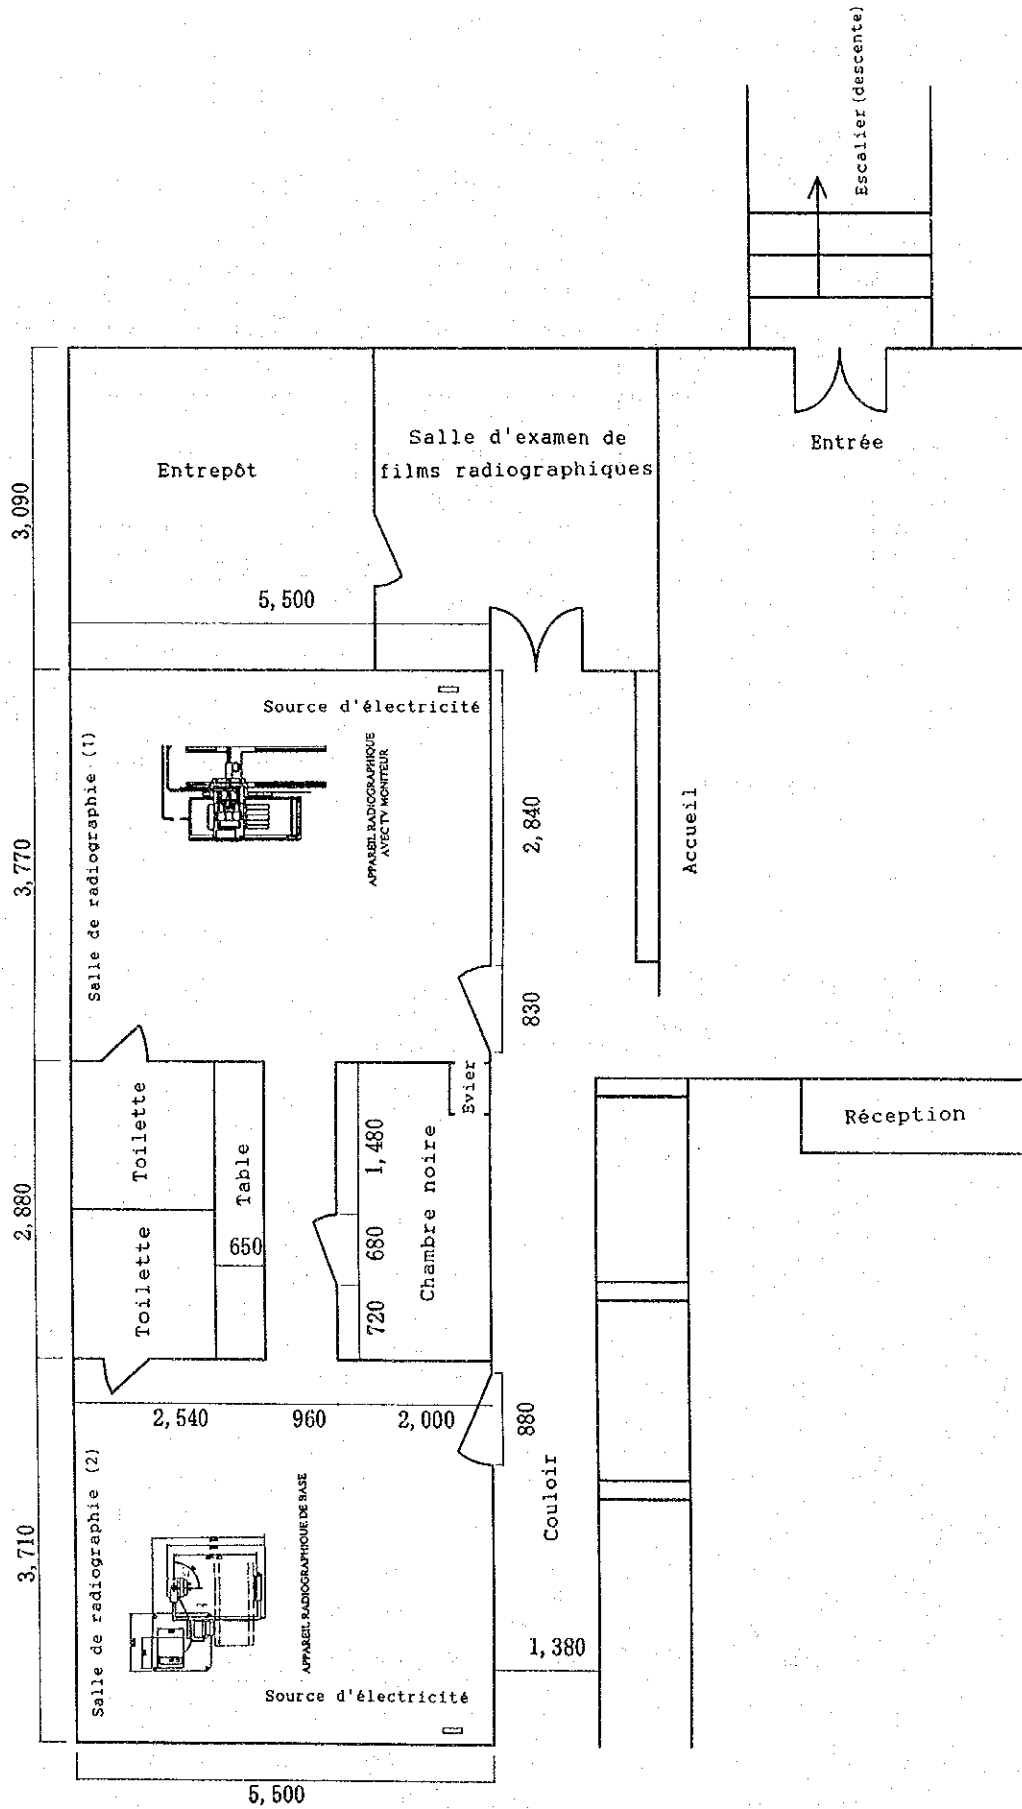 Escalier(descente)
3,090
Entrepôt
Salle d'examen de
films radiographiques
Entrée
5,500
Source d'électricité
Salle de radiographie (1)
APPAREIL RADIOGRAPHIQUE
AVEC TV MONITEUR
3,770
2,840
Accueil
830
Evier
Toilette
Table
1,480
Chambre noire
Réception
2,880
Toilette
650
680
720
2,540
960
2,000
880
Couloir
Salle de radiographie (2)
APPAREIL RADIOGRAPHIQUE DE BASE
3,710
1,380
Source d'électricité
5,500